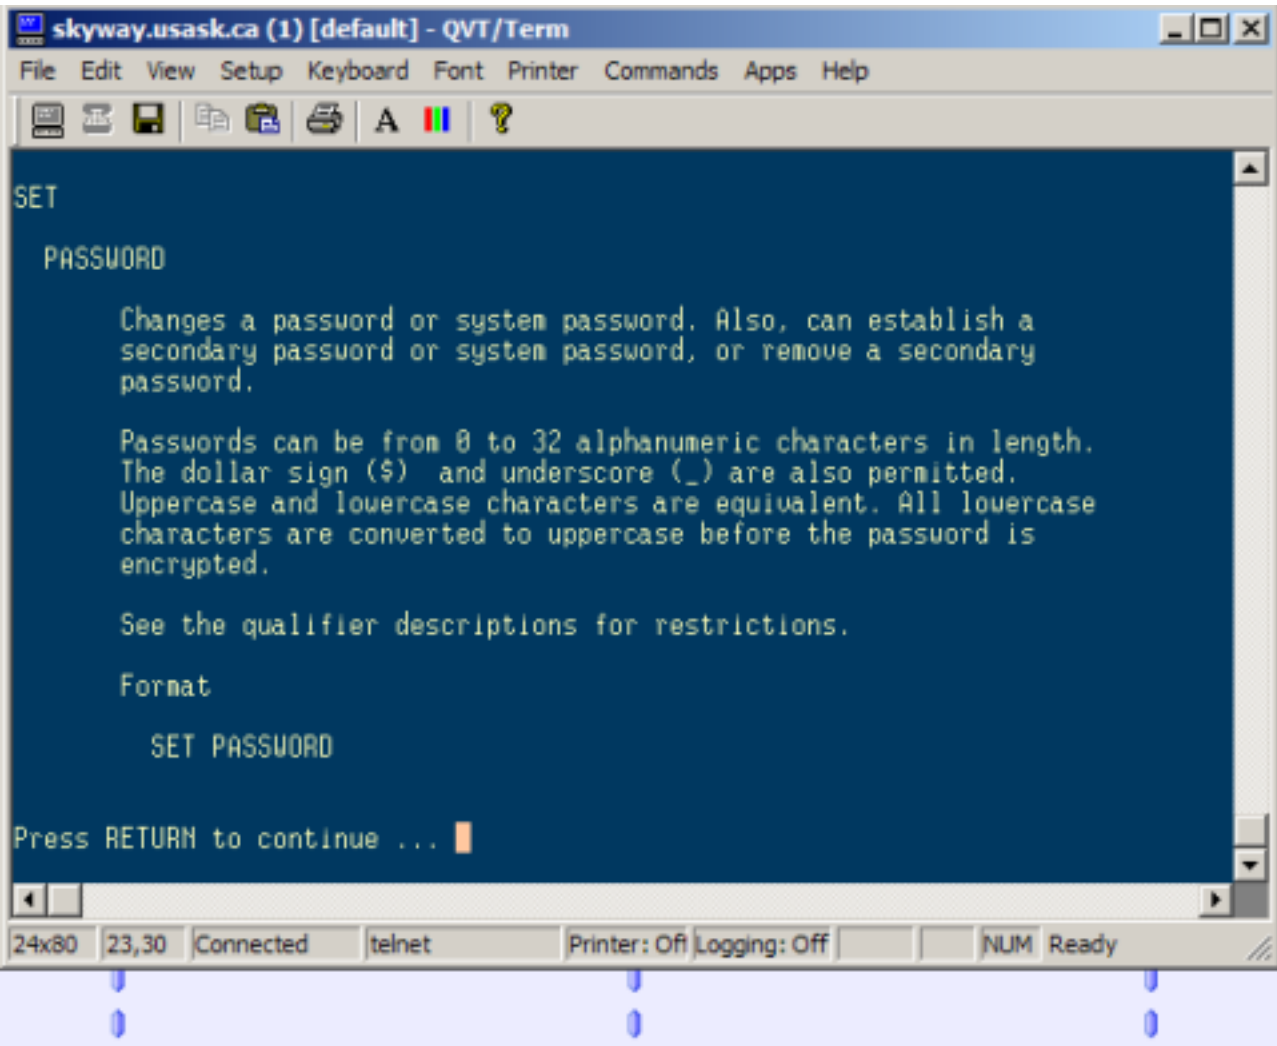 skyway.usask.ca (1) [default] - QVT/Term
File Edit View Setup Keyboard Font Printer Commands Apps Help
A
SET
PASSWORD
Changes a password or system password. Also, can establish a
secondary password or system password, or remove a secondary
password.
Passwords can be from 0 to 32 alphanumeric characters in length.
The dollar sign ($)  and underscore (_) are also permitted.
Uppercase and lowercase characters are equivalent. All lowercase
characters are converted to uppercase before the password is
encrypted.
See the qualifier descriptions for restrictions.
Format
SET PASSWORD
Press RETURN to continue ...
24x80 23,30 Connected telnet Printer: Off Logging: Off NUM Ready